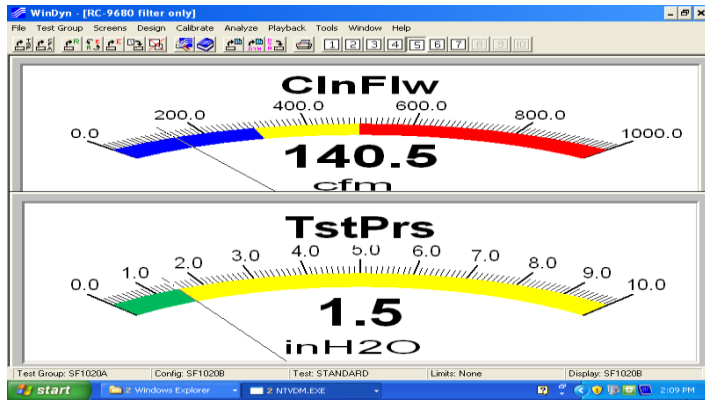 WinDyn - [RC-9680 filter only]
File Test Group Screens Design Calibrate Analyze Playback Tools Window Help
1 2 3 4 5 6 7 8 9 10
ClnFlw
0.0 200.0 400.0 600.0 800.0 1000.0
140.5
cfm
TstPrs
0.0 1.0 2.0 3.0 4.0 5.0 6.0 7.0 8.0 9.0 10.0
1.5
inH2O
Test Group: SF1020A Config: SF1020B Test: STANDARD Limits: None Display: SF1020B
start 2 Windows Explorer 2 NTVDM.EXE 2:09 PM